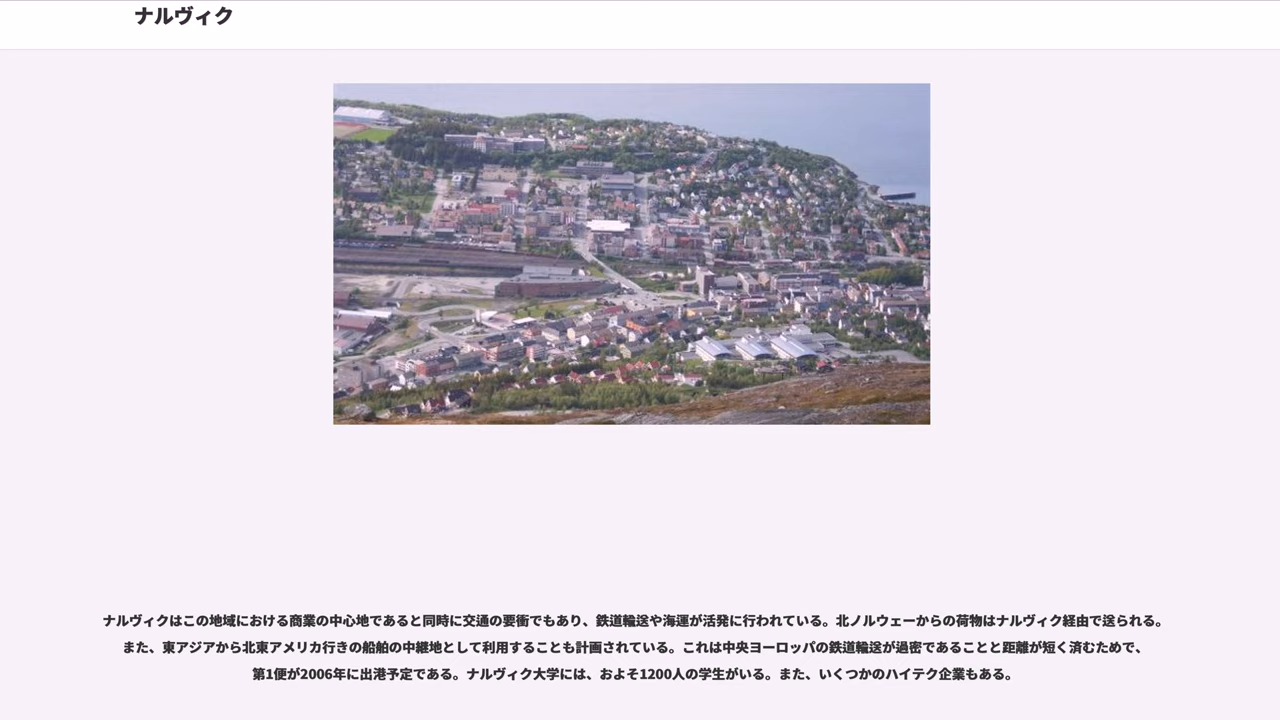 ナルヴィク
ナルヴィクはこの地域における商業の中心地であると同時に交通の要衝でもあり、鉄道輸送や海運が活発に行われている。北ノルウェーからの荷物はナルヴィク経由で送られる。
また、東アジアから北東アメリカ行きの船舶の中継地として利用することも計画されている。これは中央ヨーロッパの鉄道輸送が過密であることと距離が短く済むためで、
第1便が2006年に出港予定である。ナルヴィク大学には、およそ1200人の学生がいる。また、いくつかのハイテク企業もある。